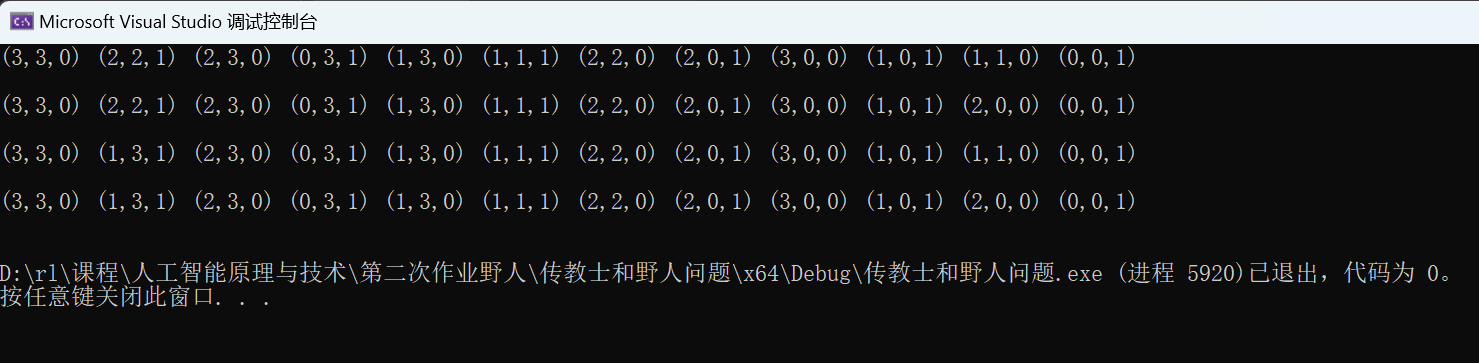 Microsoft Visual Studio 调试控制台
(3,3,0) (2,2,1) (2,3,0) (0,3,1) (1,3,0) (1,1,1) (2,2,0) (2,0,1) (3,0,0) (1,0,1) (1,1,0) (0,0,1)
(3,3,0) (2,2,1) (2,3,0) (0,3,1) (1,3,0) (1,1,1) (2,2,0) (2,0,1) (3,0,0) (1,0,1) (2,0,0) (0,0,1)
(3,3,0) (1,3,1) (2,3,0) (0,3,1) (1,3,0) (1,1,1) (2,2,0) (2,0,1) (3,0,0) (1,0,1) (1,1,0) (0,0,1)
(3,3,0) (1,3,1) (2,3,0) (0,3,1) (1,3,0) (1,1,1) (2,2,0) (2,0,1) (3,0,0) (1,0,1) (2,0,0) (0,0,1)
D:\rl\课程\人工智能原理与技术\第二次作业野人\传教士和野人问题\x64\Debug\传教士和野人问题.exe (进程 5920)已退出，代码为 0。
按任意键关闭此窗口. . .